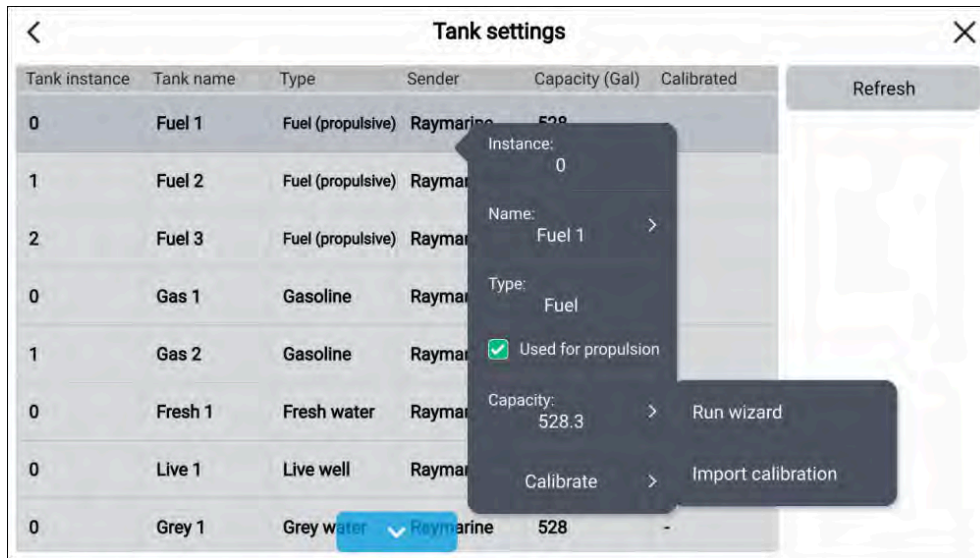 Tank settings
Tank instance Tank name Type Sender Capacity (Gal) Calibrated
Refresh
0 Fuel 1 Fuel (propulsive) Raymarine 528
1 Fuel 2 Fuel (propulsive)
2 Fuel 3 Fuel (propulsive)
0 Gas 1 Gasoline
1 Gas 2 Gasoline
0 Fresh 1 Fresh water
0 Live 1 Live well
0 Grey 1 Grey water Raymarine 528 -
Instance:
0
Name:
Fuel 1
Type:
Fuel
Used for propulsion
Capacity:
528.3
Calibrate
Run wizard
Import calibration